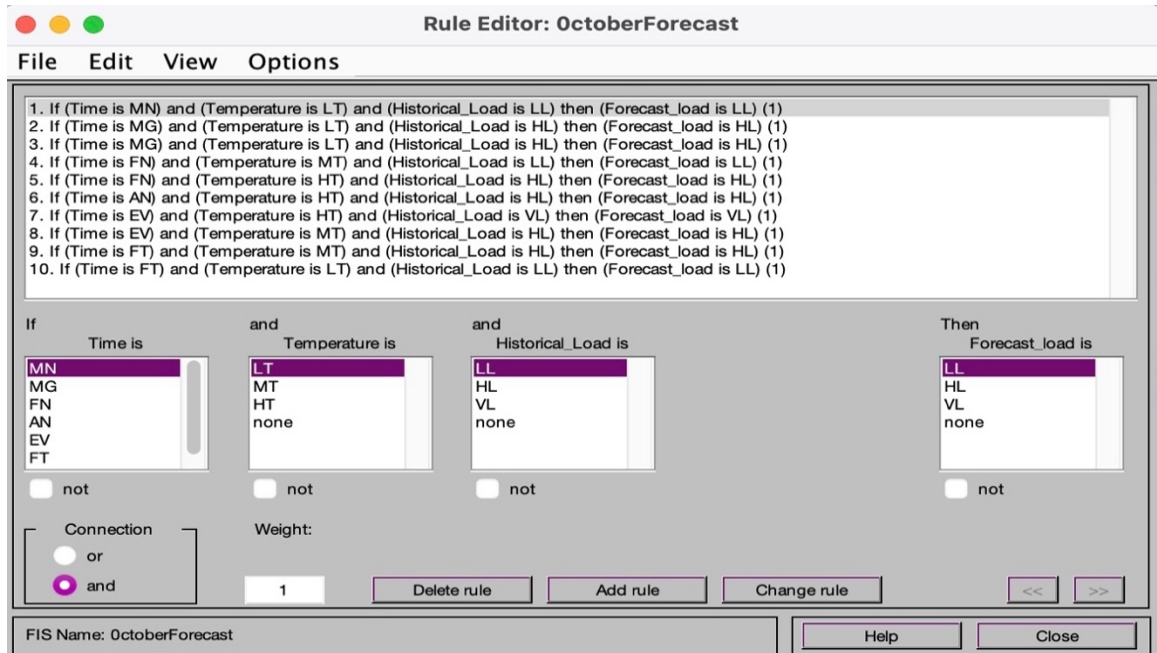 Rule Editor: 0ctoberForecast
File Edit View Options
1. If (Time is MN) and (Temperature is LT) and (Historical_Load is LL) then (Forecast_load is LL) (1)
2. If (Time is MG) and (Temperature is LT) and (Historical_Load is HL) then (Forecast_load is HL) (1)
3. If (Time is MG) and (Temperature is LT) and (Historical_Load is HL) then (Forecast_load is HL) (1)
4. If (Time is FN) and (Temperature is MT) and (Historical_Load is LL) then (Forecast_load is LL) (1)
5. If (Time is FN) and (Temperature is HT) and (Historical_Load is HL) then (Forecast_load is HL) (1)
6. If (Time is AN) and (Temperature is HT) and (Historical_Load is HL) then (Forecast_load is HL) (1)
7. If (Time is EV) and (Temperature is HT) and (Historical_Load is VL) then (Forecast_load is VL) (1)
8. If (Time is EV) and (Temperature is MT) and (Historical_Load is HL) then (Forecast_load is HL) (1)
9. If (Time is FT) and (Temperature is MT) and (Historical_Load is HL) then (Forecast_load is HL) (1)
10. If (Time is FT) and (Temperature is LT) and (Historical_Load is LL) then (Forecast_load is LL) (1)
If and and Then
Time is Temperature is Historical_Load is Forecast_load is
MN LT LL LL
MG MT HL HL
FN HT VL VL
AN none none none
EV
FT
not not not not
Connection Weight:
or
and 1 Delete rule Add rule Change rule << >>
FIS Name: 0ctoberForecast Help Close